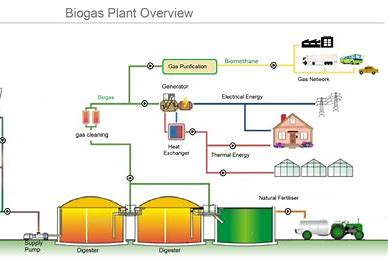 Biogas Plant Overview
Gas Purification
Biomethane
Gas Network
Biogas
Generator
Electrical Energy
gas cleaning
Heat
Exchanger
Thermal Energy
Natural Fertiliser
Supply
Pump
Digester
Digester